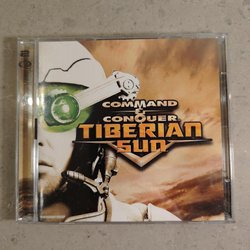 COMMAND
&
CONQUER
TIBERIAN
SUN